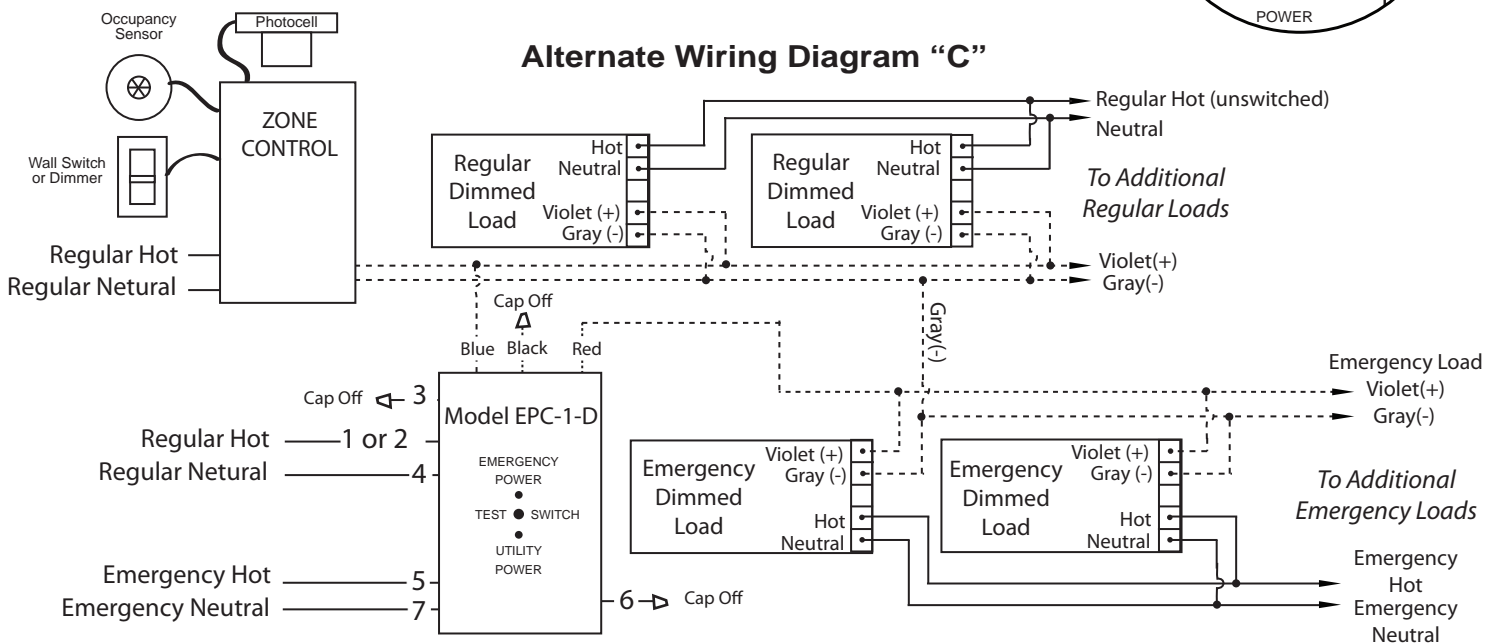 POWER
Alternate Wiring Diagram “C”
Occupancy
Sensor
Photocell
Wall Switch
or Dimmer
ZONE
CONTROL
Regular Hot
Regular Netural
Regular
Dimmed
Load
Hot
Neutral
Violet (+)
Gray (-)
Regular
Dimmed
Load
Hot
Neutral
Violet (+)
Gray (-)
Regular Hot (unswitched)
Neutral
To Additional
Regular Loads
Violet(+)
Gray(-)
Cap Off
Blue Black Red
Gray(-)
Cap Off 3
Regular Hot 1 or 2
Regular Netural 4
Emergency Hot 5
Emergency Neutral 7
Model EPC-1-D
EMERGENCY
POWER
TEST SWITCH
UTILITY
POWER
6 Cap Off
Emergency
Dimmed
Load
Violet (+)
Gray (-)
Hot
Neutral
Emergency
Dimmed
Load
Violet (+)
Gray (-)
Hot
Neutral
Emergency Load
Violet(+)
Gray(-)
To Additional
Emergency Loads
Emergency
Hot
Emergency
Neutral